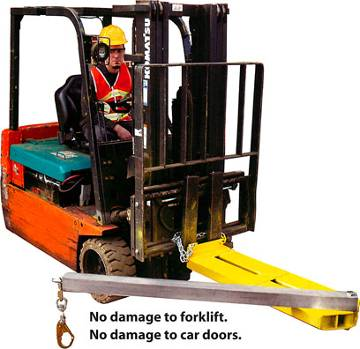 KOMATSU
No damage to forklift.
No damage to car doors.